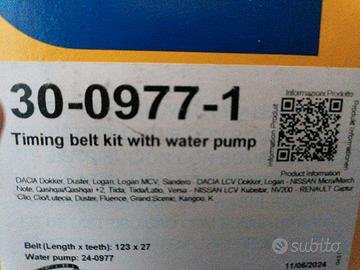 Informazioni Prodotto
30-0977-1
Information Product
Timing belt kit with water pump
DACIA Dokker, Duster, Logan, Logan MCV, Sandero - DACIA LCV Dokker, Logan - NISSAN Micra/March
Note, Qashqai/Qashqai +2, Tiida, Tiida/Latio, Versa - NISSAN LCV Kubistar, NV200 - RENAULT Captur
Clio, Clio/Lutecia, Duster, Fluence, Grand Scenic, Kangoo, K
Belt (Length x teeth): 123 x 27
Water pump: 24-0977
11/06/2024
subito